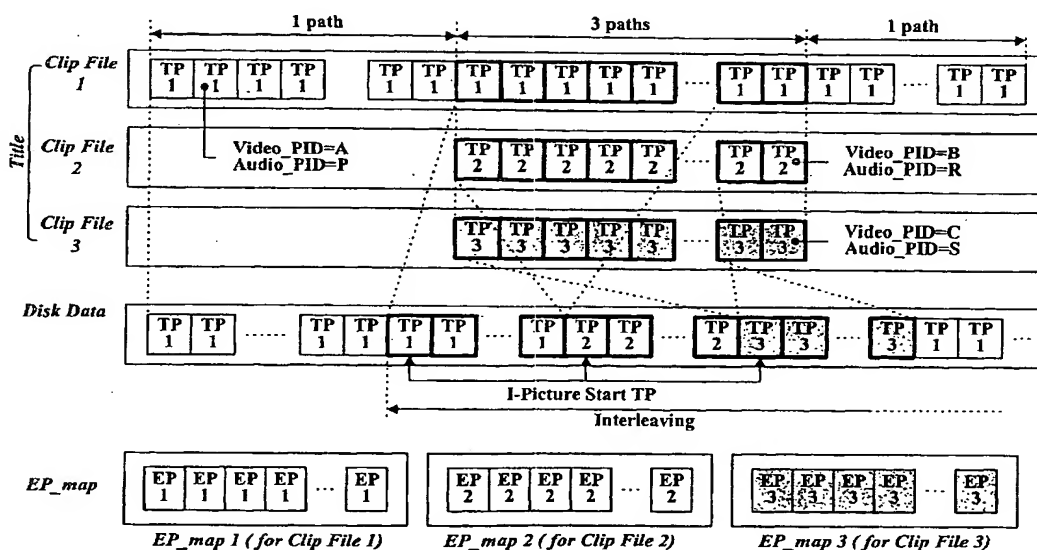 1 path 3 paths 1 path
Clip File 1 TP 1 TP 1 TP 1 TP 1 TP 1 TP 1 TP 1 TP 1 TP 1 TP 1 TP 1 ... TP 1 TP 1 TP 1 TP 1 ... TP 1 TP 1
Title
Clip File 2 TP 2 TP 2 TP 2 TP 2 TP 2 ... TP 2 TP 2
Video_PID=A
Audio_PID=P
Video_PID=B
Audio_PID=R
Clip File 3 TP 3 TP 3 TP 3 TP 3 TP 3 ... TP 3 TP 3
Video_PID=C
Audio_PID=S
Disk Data TP 1 TP 1 ..... TP 1 TP 1 TP 1 TP 1 ..... TP 1 TP 2 TP 2 ..... TP 2 TP 3 TP 3 ..... TP 3 TP 1 TP 1 ...
I-Picture Start TP
Interleaving
EP_map EP 1 EP 1 EP 1 EP 1 ... EP 1 EP 2 EP 2 EP 2 EP 2 ... EP 2 EP 3 EP 3 EP 3 EP 3 ... EP 3
EP_map 1 (for Clip File 1) EP_map 2 (for Clip File 2) EP_map 3 (for Clip File 3)